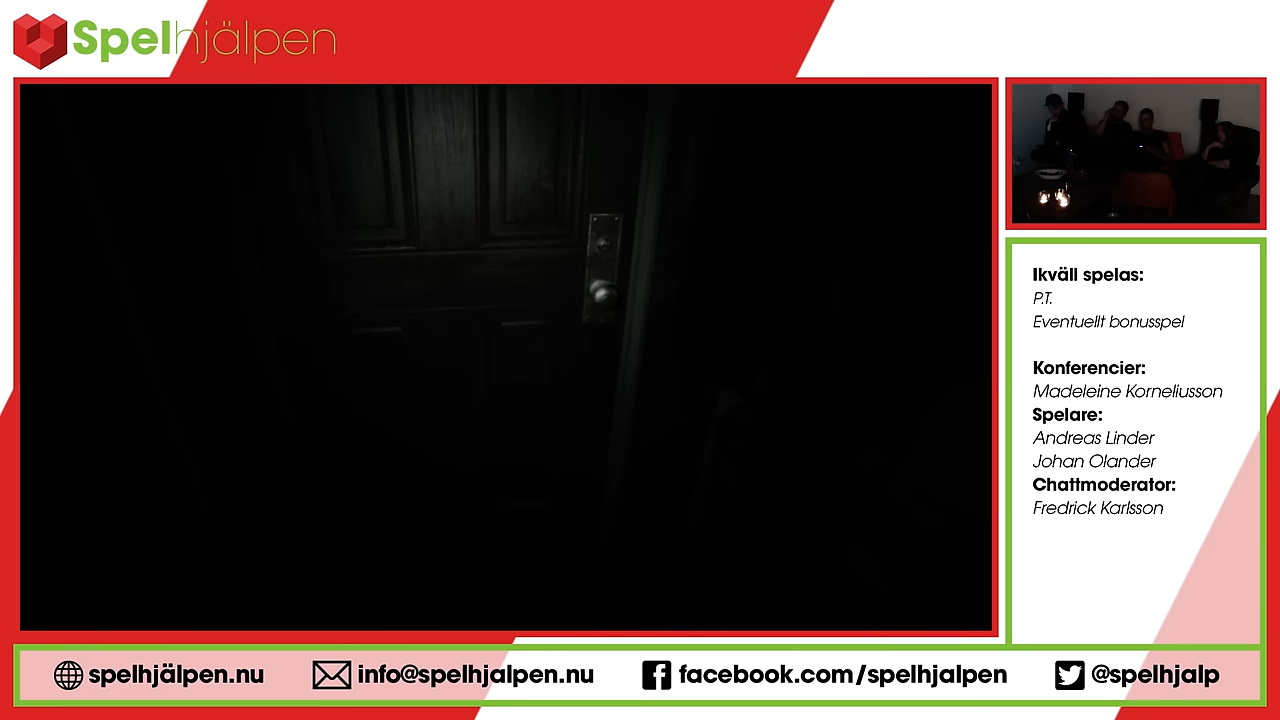 Spelhjälpen
Ikväll spelas:
P.T.
Eventuellt bonusspel
Konferencier:
Madeleine Korneliusson
Spelare:
Andreas Linder
Johan Olander
Chattmoderator:
Fredrick Karlsson
spelhjälpen.nu
info@spelhjalpen.nu
facebook.com/spelhjalpen
@spelhjalp